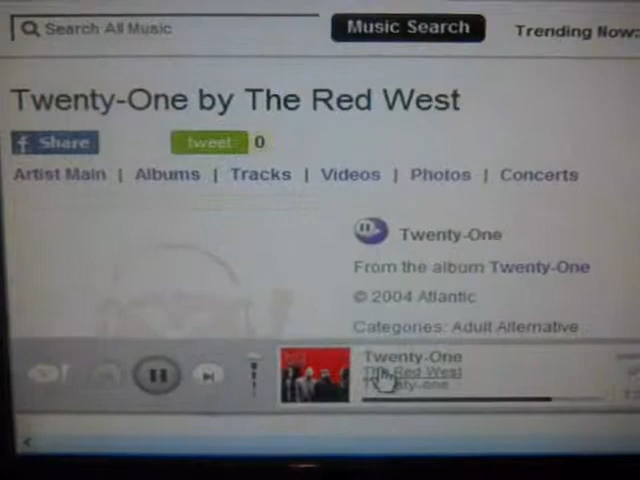 Search All Music
Music Search
Trending Now:
Twenty-One by The Red West
f Share
tweet
0
Artist Main | Albums | Tracks | Videos | Photos | Concerts
Twenty-One
From the album Twenty-One
© 2004 Atlantic
Categories: Adult Alternative
Twenty-One
The Red West
Twenty-one